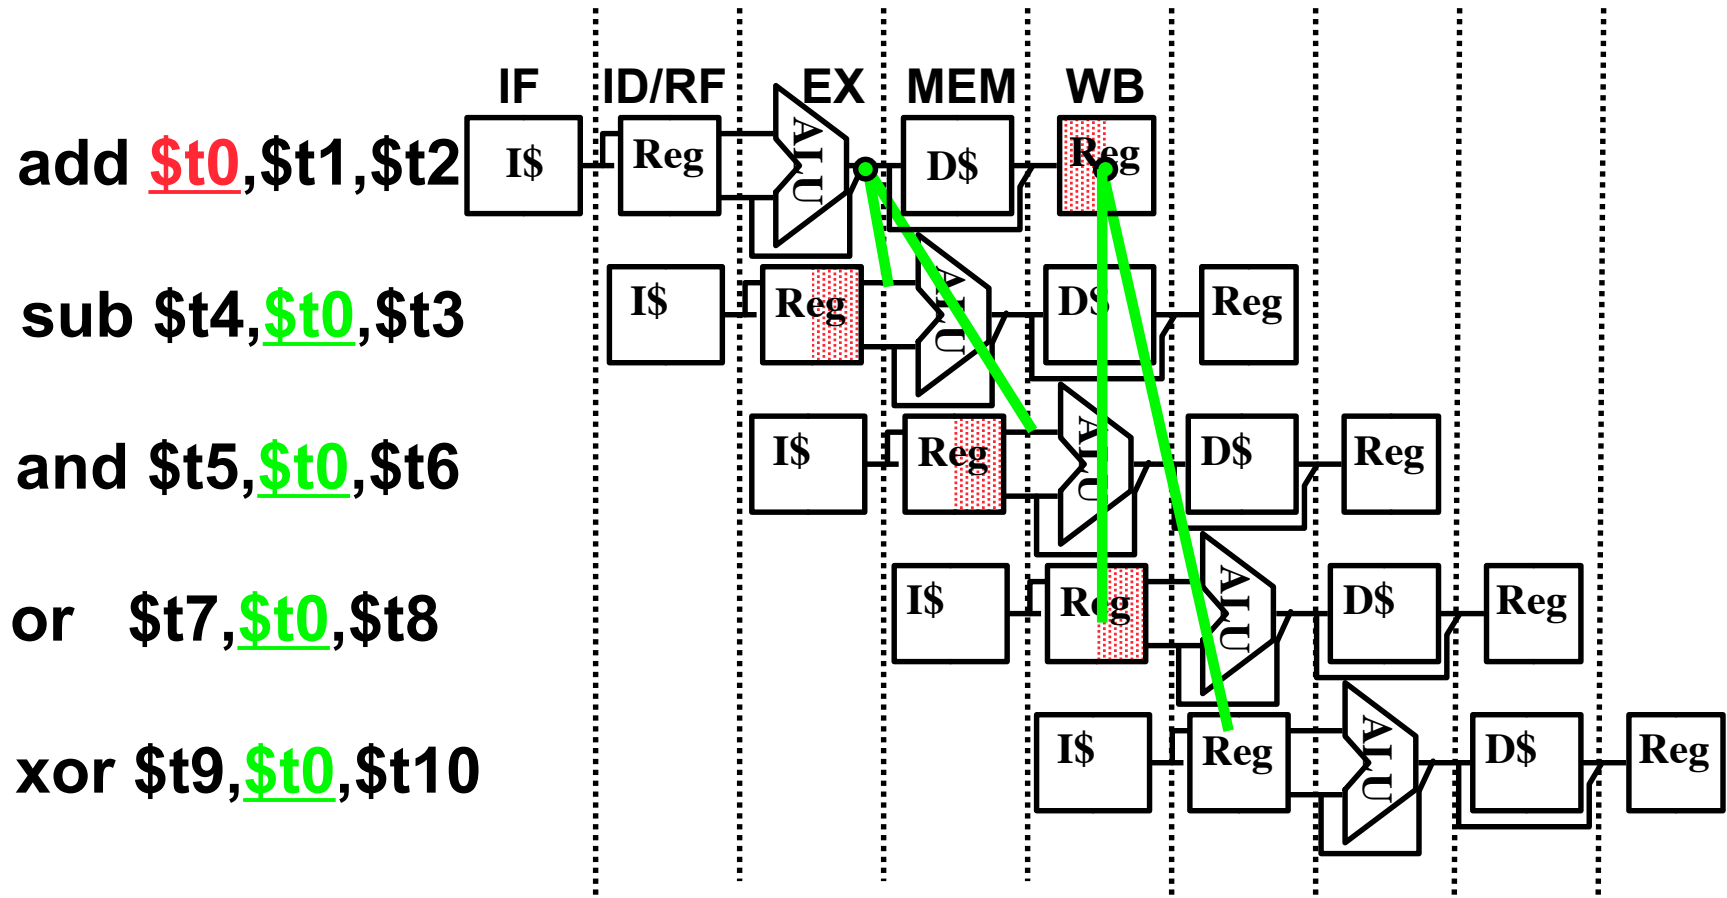 IF ID/RF EX MEM WB
add $t0,$t1,$t2 I$ Reg ALU D$ Reg
sub $t4,$t0,$t3 I$ Reg ALU D$ Reg
and $t5,$t0,$t6 I$ Reg ALU D$ Reg
or $t7,$t0,$t8 I$ Reg ALU D$ Reg
xor $t9,$t0,$t10 I$ Reg ALU D$ Reg